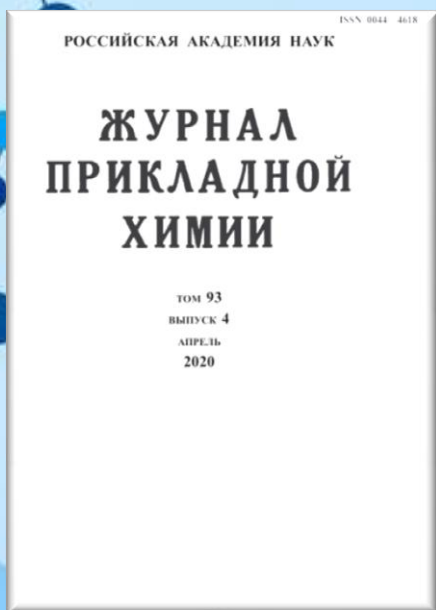 ISSN 0044 4618
РОССИЙСКАЯ АКАДЕМИЯ НАУК
ЖУРНАЛ
ПРИКЛАДНОЙ
ХИМИИ
ТОМ 93
ВЫПУСК 4
АПРЕЛЬ
2020